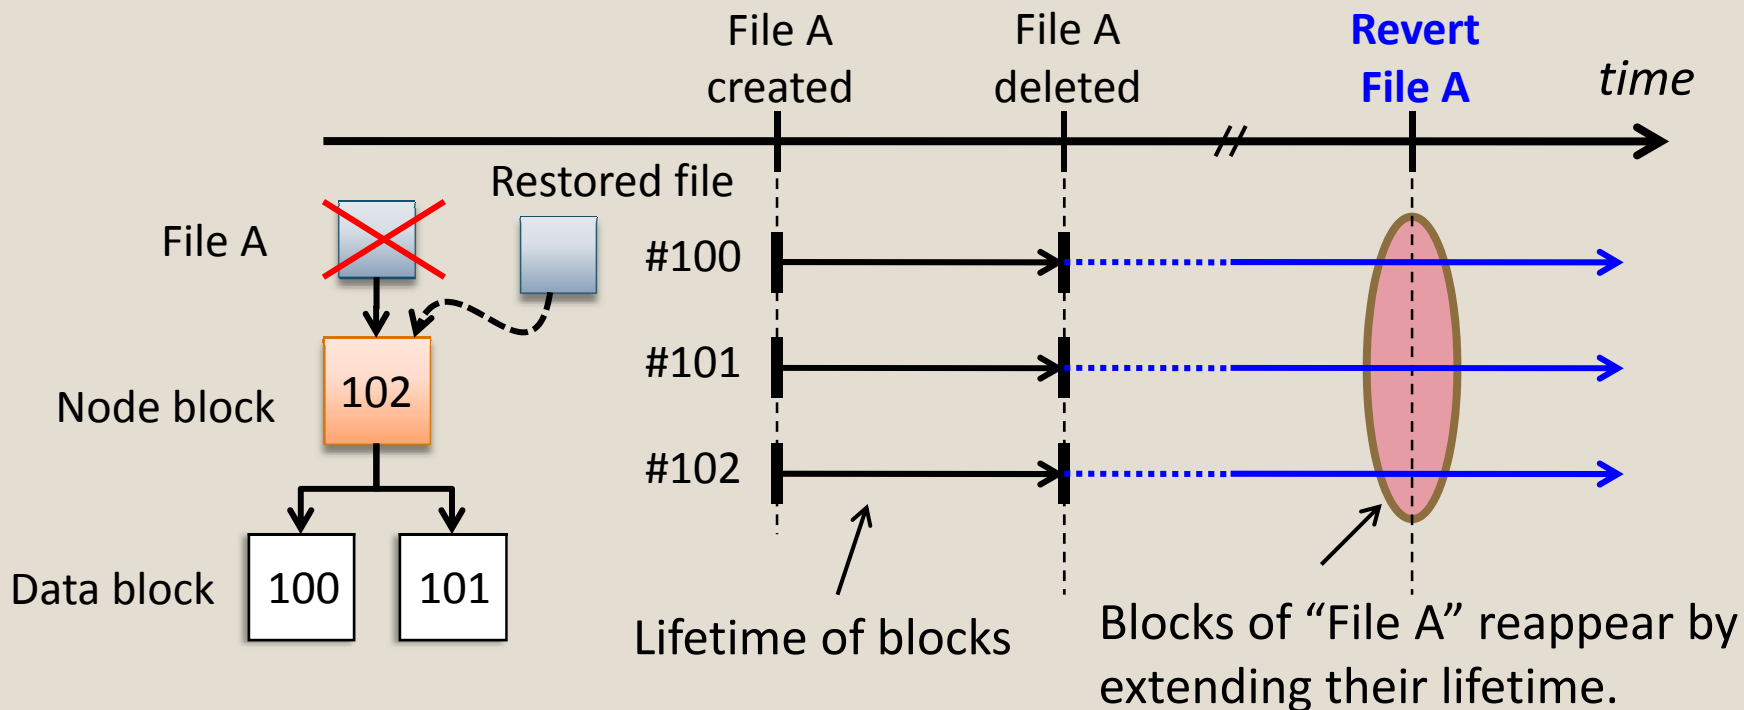 File A
created
File A
deleted
Revert
File A
time
Restored file
File A
#100
#101
102
Node block
#102
Data block
100
101
Lifetime of blocks
Blocks of “File A” reappear by
extending their lifetime.